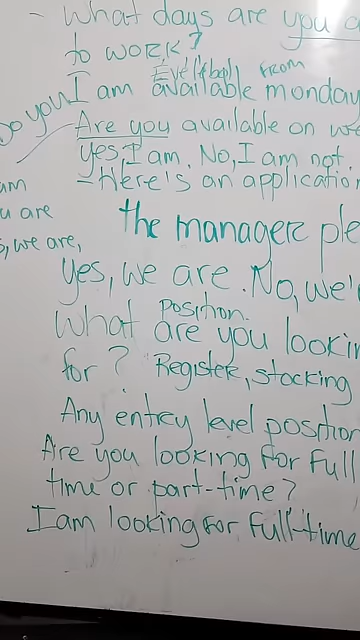 - What days are you a
to work?
FROM
I am available monday
Do you
Are you available on we
Yes, I am. No, I am not.
- Here's an application
am
u are
the manager ple
s, we are,
Yes, we are. No, we'r
Position.
What are you lookin
for? Register, stocking
Any entry level position
Are you looking for full
time or part-time?
I am looking for full-time